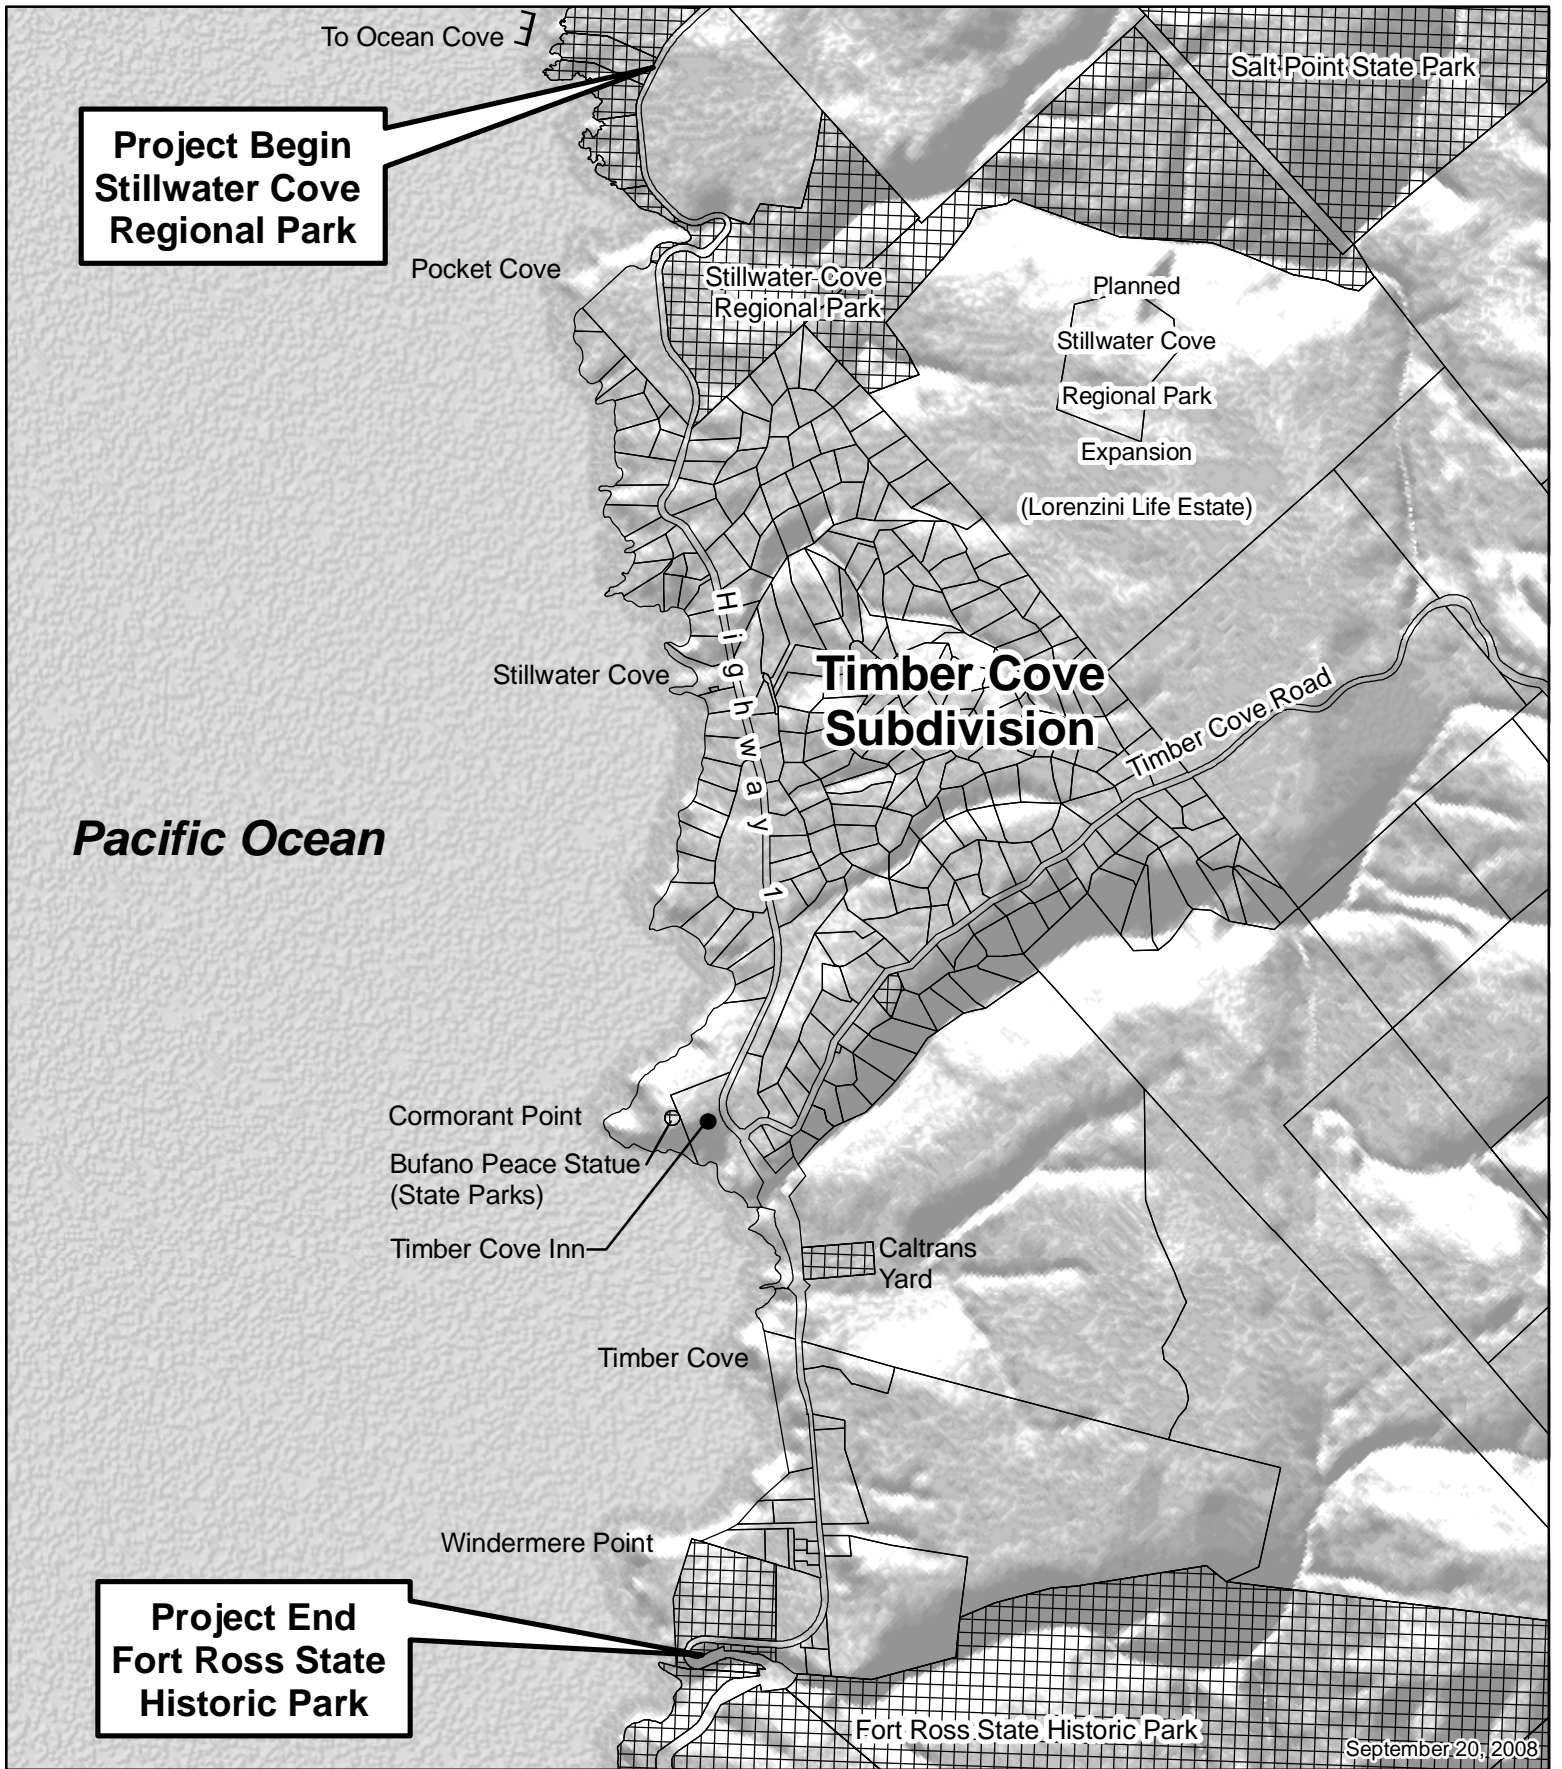 To Ocean Cove
Salt Point State Park
Project Begin
Stillwater Cove
Regional Park
Pocket Cove
Stillwater Cove
Regional Park
Planned
Stillwater Cove
Regional Park
Expansion
(Lorenzini Life Estate)
Highway 1
Stillwater Cove
Timber Cove
Subdivision
Timber Cove Road
Pacific Ocean
Cormorant Point
Bufano Peace Statue
(State Parks)
Timber Cove Inn
Caltrans
Yard
Timber Cove
Windermere Point
Project End
Fort Ross State
Historic Park
Fort Ross State Historic Park
September 20, 2008